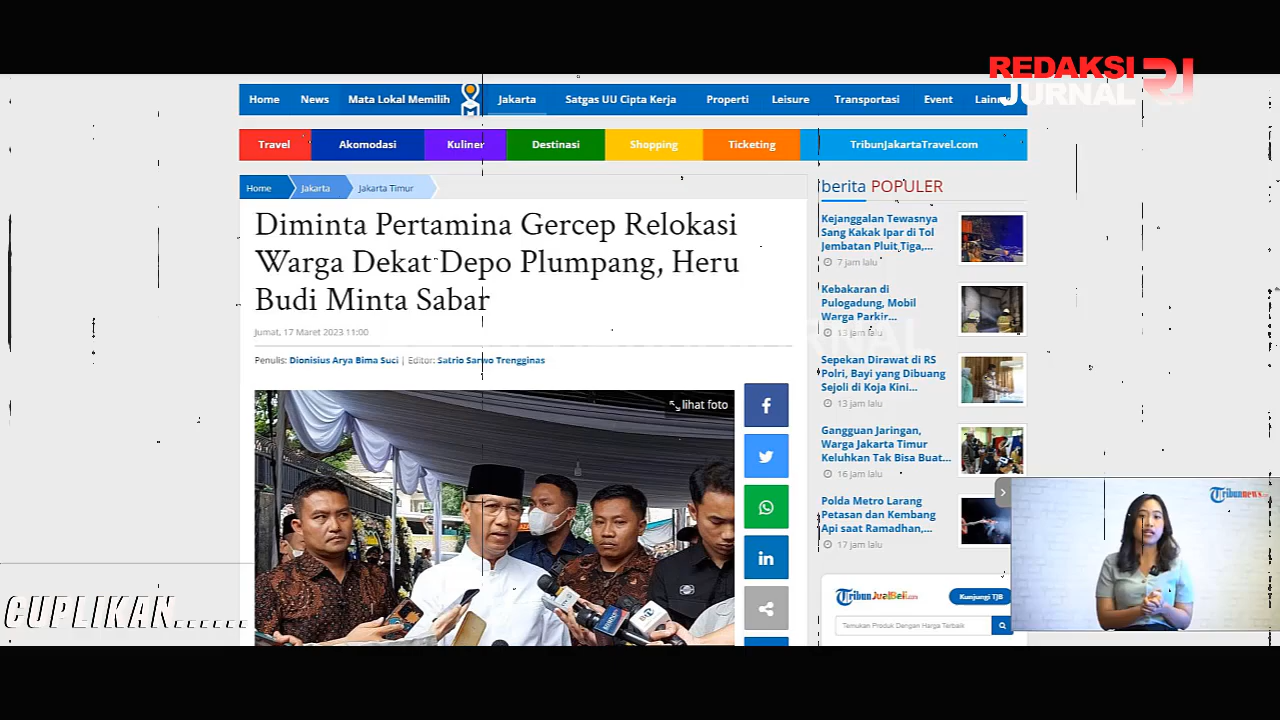 REDAKSI
JURNAL RJ
Home News Mata Lokal Memilih Jakarta Satgas UU Cipta Kerja Properti Leisure Transportasi Event
Travel Akomodasi Kuliner Destinasi Shopping Ticketing TribunJakartaTravel.com
Home Jakarta Jakarta Timur
Diminta Pertamina Gercep Relokasi
Warga Dekat Depo Plumpang, Heru
Budi Minta Sabar
Jumat, 17 Maret 2023 11:00
Penulis: Dionisius Arya Bima Suci | Editor: Satrio Sarwo Trengginas
lihat foto
berita POPULER
Kejanggalan Tewasnya
Sang Kakak Ipar di Tol
Jembatan Pluit Tiga,...
7 jam lalu
Kebakaran di
Pulogadung, Mobil
Warga Parkir...
13 jam lalu
Sepekan Dirawat di RS
Polri, Bayi yang Dibuang
Sejoli di Koja Kini...
13 jam lalu
Gangguan Jaringan,
Warga Jakarta Timur
Keluhkan Tak Bisa Buat...
16 jam lalu
Polda Metro Larang
Petasan dan Kembang
Api saat Ramadhan,...
17 jam lalu
Tribunnews.com
TribunJualBeli.com Kunjungi TJB
Temukan Produk Dengan Harga Terbaik
CUPLIKAN......